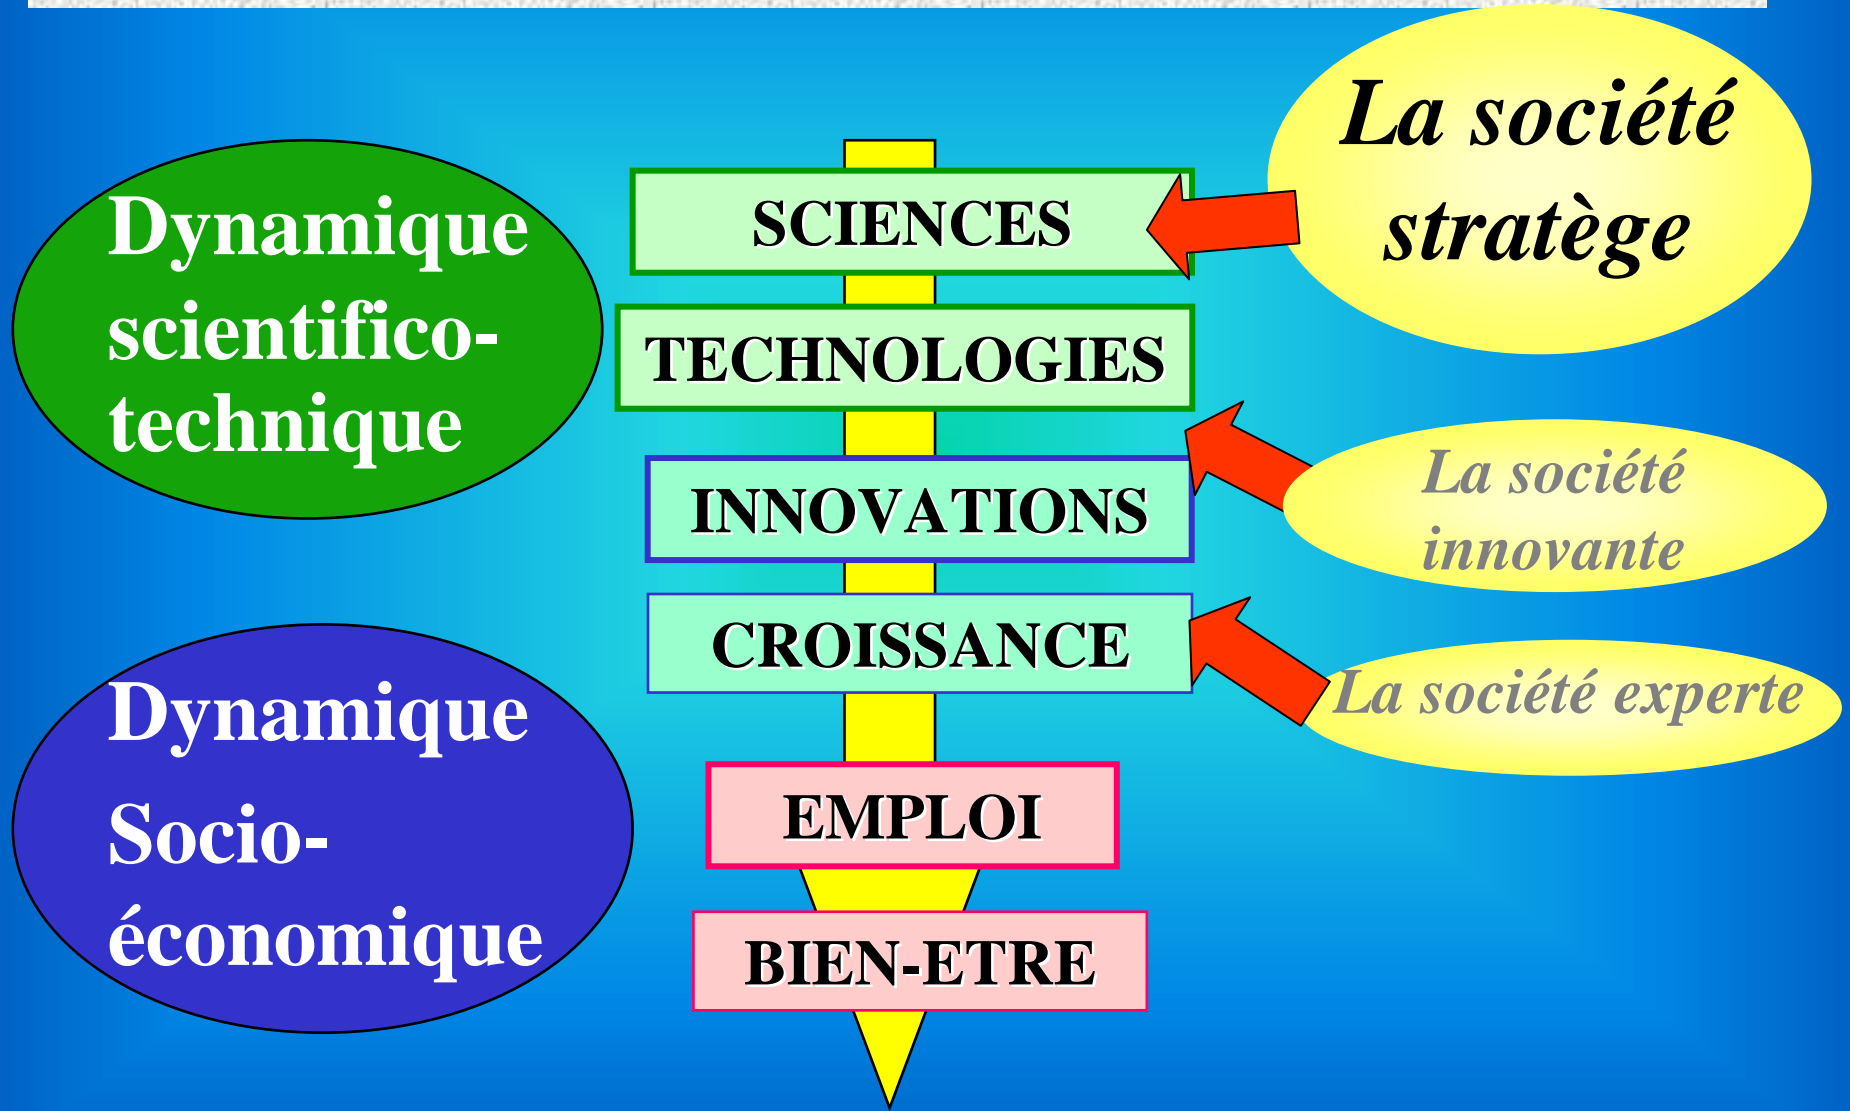 Dynamique
scientifico-
technique
Dynamique
Socio-
économique
SCIENCES
TECHNOLOGIES
INNOVATIONS
CROISSANCE
EMPLOI
BIEN-ETRE
La société
stratège
La société
innovante
La société experte